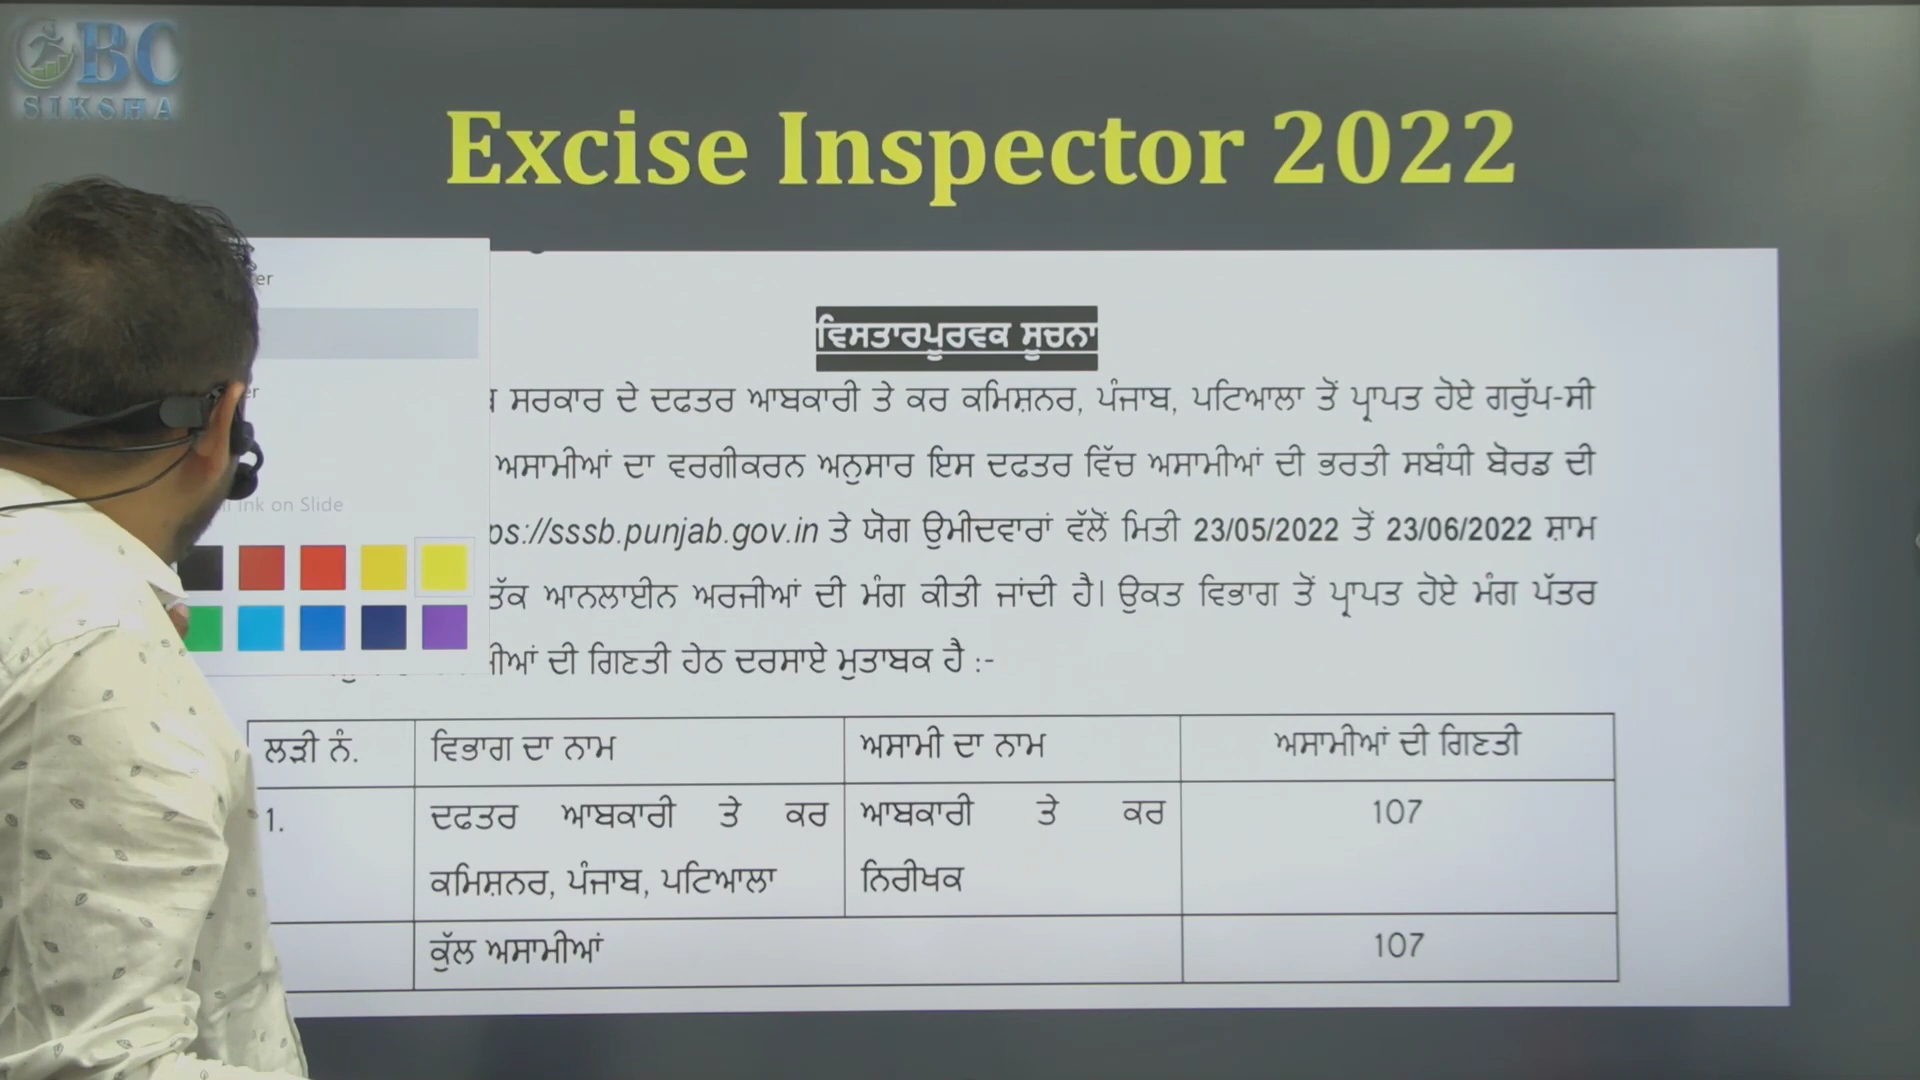 BC
SIKSHA
Excise Inspector 2022
ਵਿਸਤਾਰਪੂਰਵਕ ਸੂਚਨਾ
ਸਰਕਾਰ ਦੇ ਦਫਤਰ ਆਬਕਾਰੀ ਤੇ ਕਰ ਕਮਿਸ਼ਨਰ, ਪੰਜਾਬ, ਪਟਿਆਲਾ ਤੋਂ ਪ੍ਰਾਪਤ ਹੋਏ ਗਰੁੱਪ-ਸੀ
ਅਸਾਮੀਆਂ ਦਾ ਵਰਗੀਕਰਨ ਅਨੁਸਾਰ ਇਸ ਦਫਤਰ ਵਿੱਚ ਅਸਾਮੀਆਂ ਦੀ ਭਰਤੀ ਸਬੰਧੀ ਬੋਰਡ ਦੀ
ps://sssb.punjab.gov.in ਤੇ ਯੋਗ ਉਮੀਦਵਾਰਾਂ ਵੱਲੋਂ ਮਿਤੀ 23/05/2022 ਤੋਂ 23/06/2022 ਸ਼ਾਮ
ਤੱਕ ਆਨਲਾਈਨ ਅਰਜੀਆਂ ਦੀ ਮੰਗ ਕੀਤੀ ਜਾਂਦੀ ਹੈ। ਉਕਤ ਵਿਭਾਗ ਤੋਂ ਪ੍ਰਾਪਤ ਹੋਏ ਮੰਗ ਪੱਤਰ
ਦੀ ਗਿਣਤੀ ਹੇਠ ਦਰਸਾਏ ਮੁਤਾਬਕ ਹੈ :-
Ink on Slide
ਲੜੀ ਨੰ. ਵਿਭਾਗ ਦਾ ਨਾਮ ਅਸਾਮੀ ਦਾ ਨਾਮ ਅਸਾਮੀਆਂ ਦੀ ਗਿਣਤੀ
1. ਦਫਤਰ ਆਬਕਾਰੀ ਤੇ ਕਰ ਆਬਕਾਰੀ ਤੇ ਕਰ 107
ਕਮਿਸ਼ਨਰ, ਪੰਜਾਬ, ਪਟਿਆਲਾ ਨਿਰੀਖਕ
ਕੁੱਲ ਅਸਾਮੀਆਂ 107